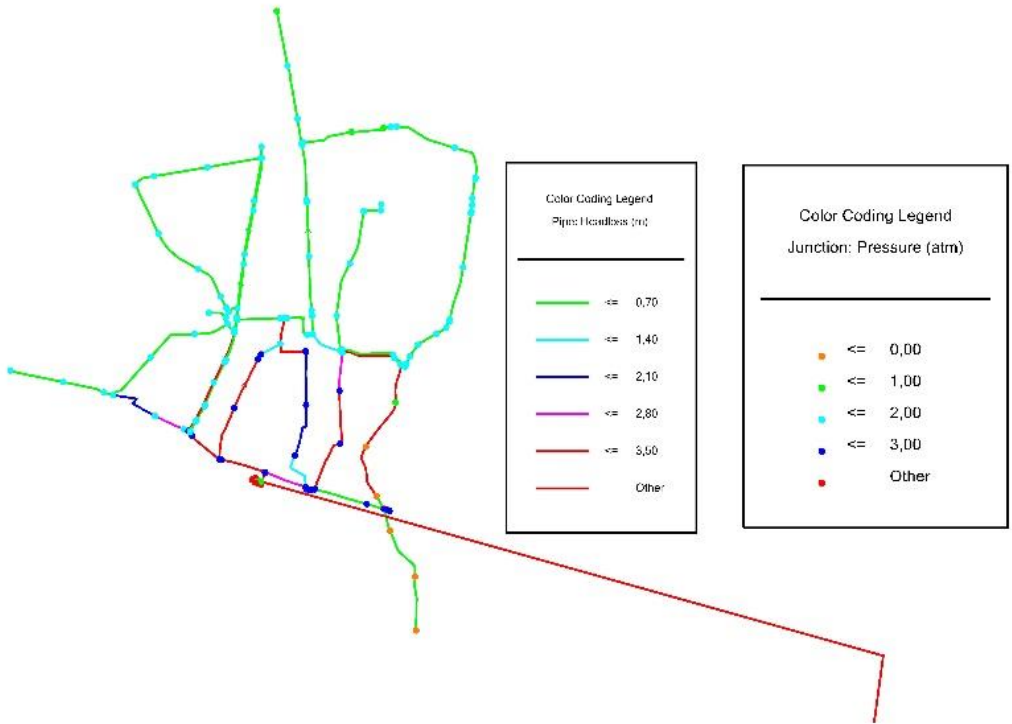 Color Coding Legend
Pipe: Headloss (m)
<= 0,70
<= 1,40
<= 2,10
<= 2,80
<= 3,50
Other
Color Coding Legend
Junction: Pressure (atm)
<= 0,00
<= 1,00
<= 2,00
<= 3,00
Other